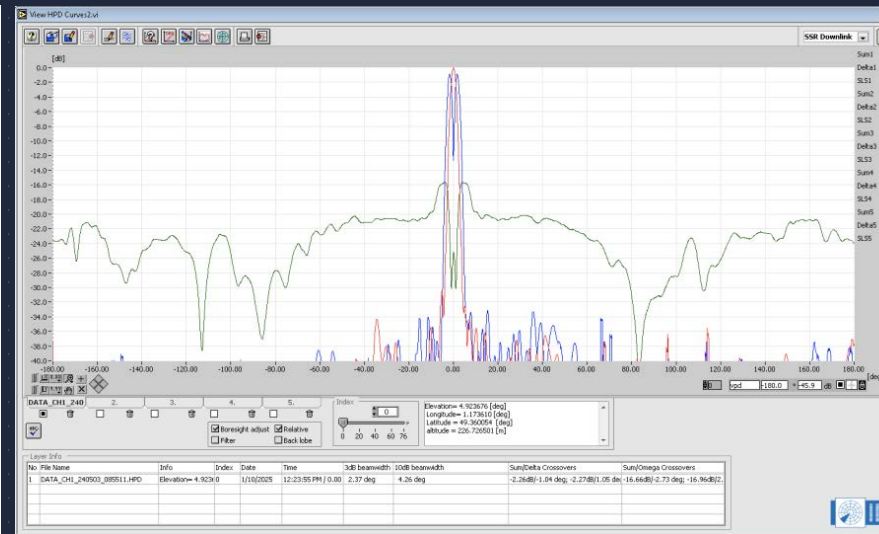 View HPD Curves2.vi
SSR Downlink
[dB]
0.0
-2.0
-4.0
-6.0
-8.0
-10.0
-12.0
-14.0
-16.0
-18.0
-20.0
-22.0
-24.0
-26.0
-28.0
-30.0
-32.0
-34.0
-36.0
-38.0
-40.0
-180.00 -160.00 -140.00 -120.00 -100.00 -80.00 -60.00 -40.00 -20.00 0.00 20.00 40.00 60.00 80.00 100.00 120.00 140.00 160.00 180.00
[deg
Sum1
Delta1
SLS1
Sum2
Delta2
SLS2
Sum3
Delta3
SLS3
Sum4
Delta4
SLS4
Sum5
Delta5
SLS5
vpd -180.0 -45.9 dB
DATA_CH1_240 2. 3. 4. 5.
Boresight adjust Relative
Filter Back lobe
Index
0
0 20 40 60 76
Elevation= 4.923676 [deg]
Longitude= 1.173610 [deg]
Latitude = 49.360054 [deg]
altitude = 226.726501 [m]
Layer Info
No File Name Info Index Date Time 3dB beamwidth 10dB beamwidth Sum/Delta Crossovers Sum/Omega Crossovers
1 DATA_CH1_240503_085511.HPD Elevation= 4.923( 0 1/10/2025 12:23:55 PM / 0.00 2.37 deg 4.26 deg -2.26dB/-1.04 deg; -2.27dB/1.05 de -16.66dB/-2.73 deg; -16.96dB/2.